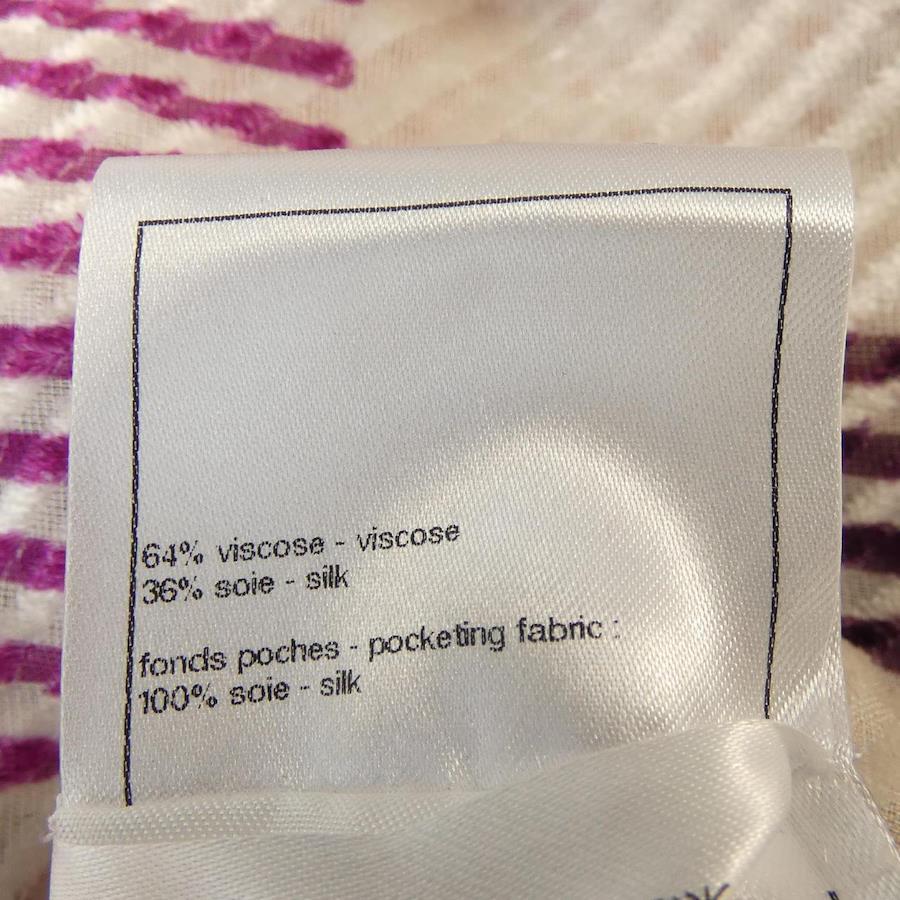 64% viscose - viscose
36% soie - silk
fonds poches - pocketing fabric :
100% soie - silk